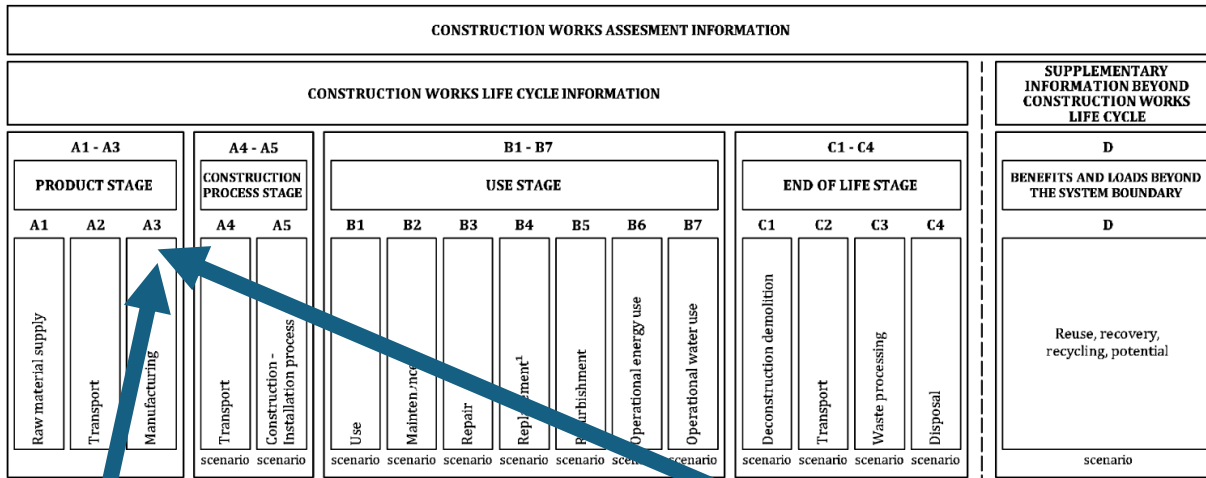 CONSTRUCTION WORKS ASSESMENT INFORMATION
CONSTRUCTION WORKS LIFE CYCLE INFORMATION
SUPPLEMENTARY
INFORMATION BEYOND
CONSTRUCTION WORKS
LIFE CYCLE
A1 - A3
A4 - A5
B1 - B7
C1 - C4
D
PRODUCT STAGE
CONSTRUCTION
PROCESS STAGE
USE STAGE
END OF LIFE STAGE
BENEFITS AND LOADS BEYOND
THE SYSTEM BOUNDARY
A1
A2
A3
A4
A5
B1
B2
B3
B4
B5
B6
B7
C1
C2
C3
C4
D
Raw material supply
Transport
Manufacturing
Transport
Construction -
Installation process
Use
Maintenance
Repair
Replacement¹
Refurbishment
Operational energy use
Operational water use
Deconstruction demolition
Transport
Waste processing
Disposal
Reuse, recovery,
recycling, potential
scenario
scenario
scenario
scenario
scenario
scenario
scenario
scenario
scenario
scenario
scenario
scenario
scenario
scenario